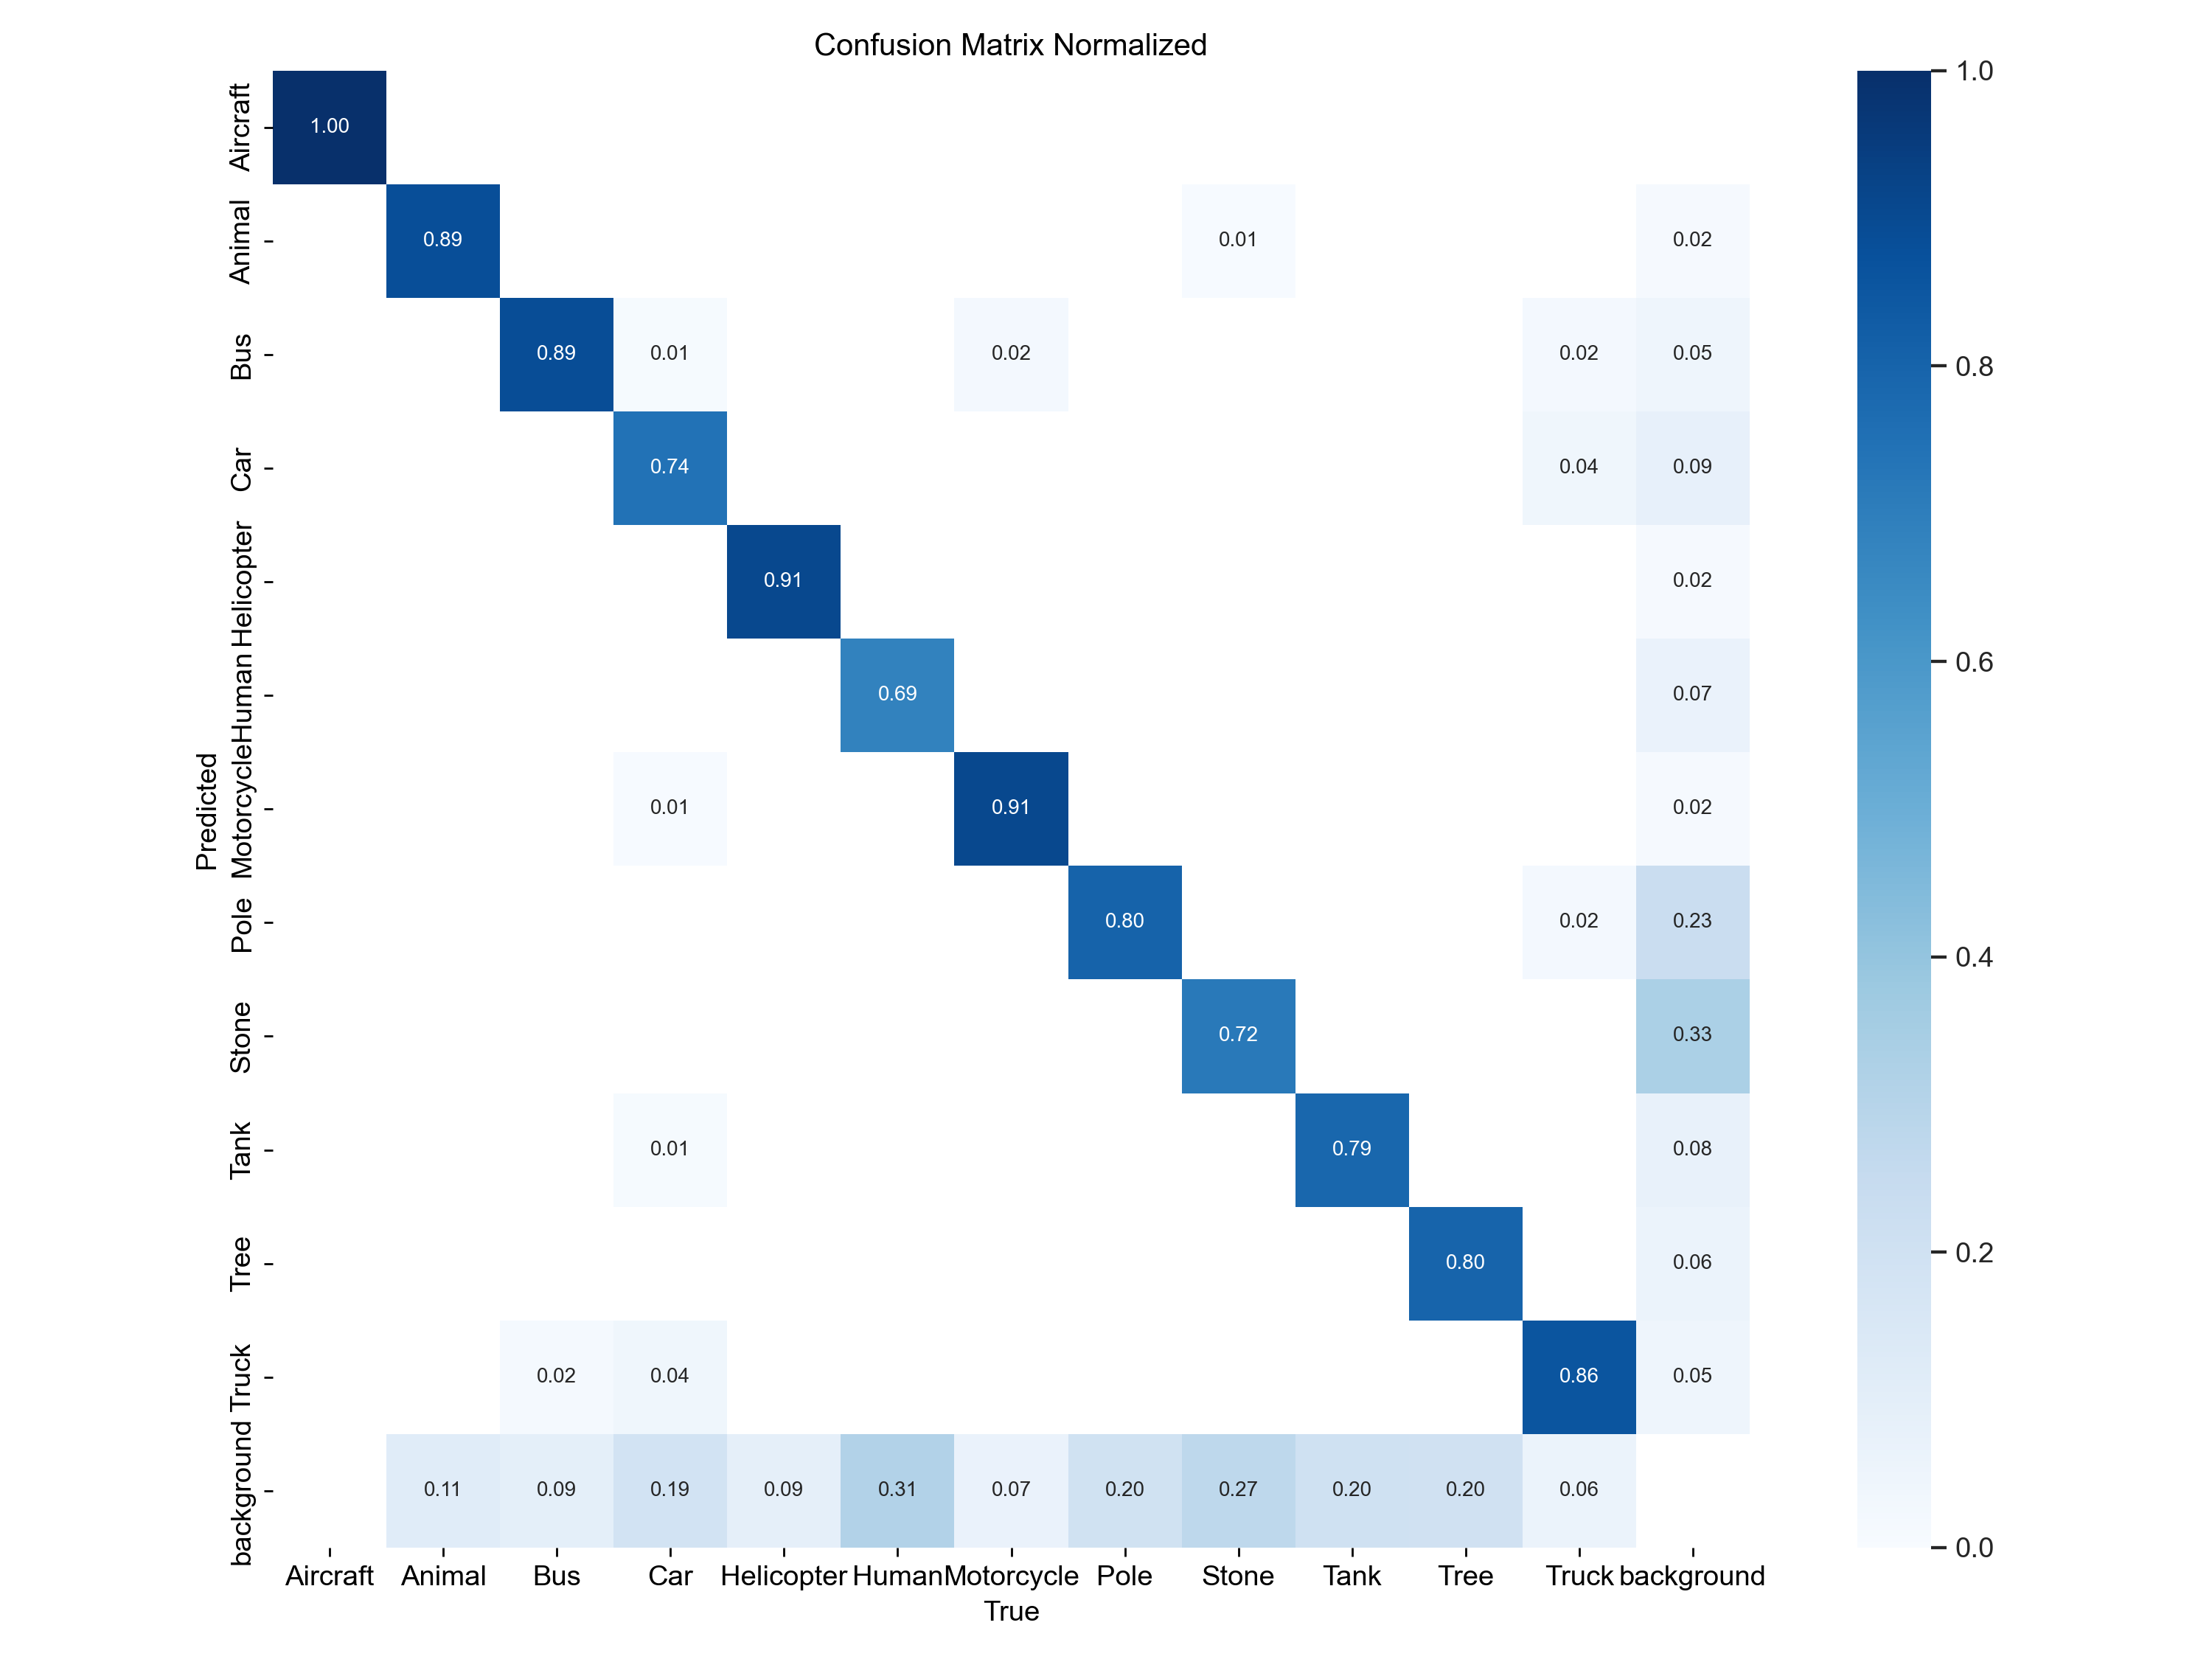 Confusion Matrix Normalized
Predicted
Aircraft 1.00
Animal 0.89 0.01 0.02
Bus 0.89 0.01 0.02 0.02 0.05
Car 0.74 0.04 0.09
Helicopter 0.91 0.02
Human 0.69 0.07
Motorcycle 0.01 0.91 0.02
Pole 0.80 0.02 0.23
Stone 0.72 0.33
Tank 0.01 0.79 0.08
Tree 0.80 0.06
Truck 0.02 0.04 0.86 0.05
background 0.11 0.09 0.19 0.09 0.31 0.07 0.20 0.27 0.20 0.20 0.06
Aircraft Animal Bus Car Helicopter Human Motorcycle Pole Stone Tank Tree Truck background
True
1.0
0.8
0.6
0.4
0.2
0.0